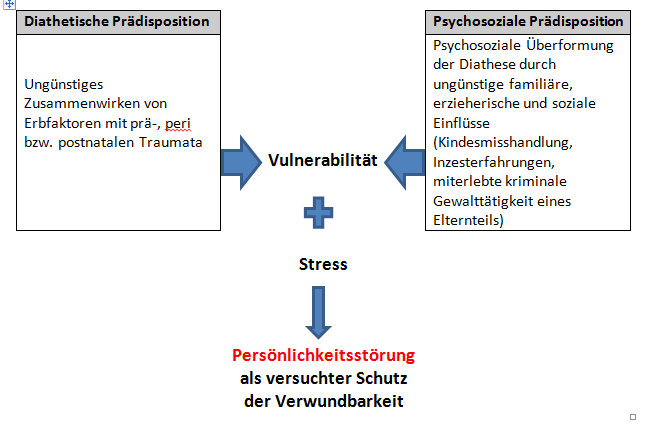 Diathetische Prädisposition
Ungünstiges
Zusammenwirken von
Erbfaktoren mit prä-, peri
bzw. postnatalen Traumata
Psychosoziale Prädisposition
Psychosoziale Überformung
der Diathese durch
ungünstige familiäre,
erzieherische und soziale
Einflüsse
(Kindesmisshandlung,
Inzesterfahrungen,
miterlebte kriminale
Gewalttätigkeit eines
Elternteils)
Vulnerabilität
Stress
Persönlichkeitsstörung
als versuchter Schutz
der Verwundbarkeit